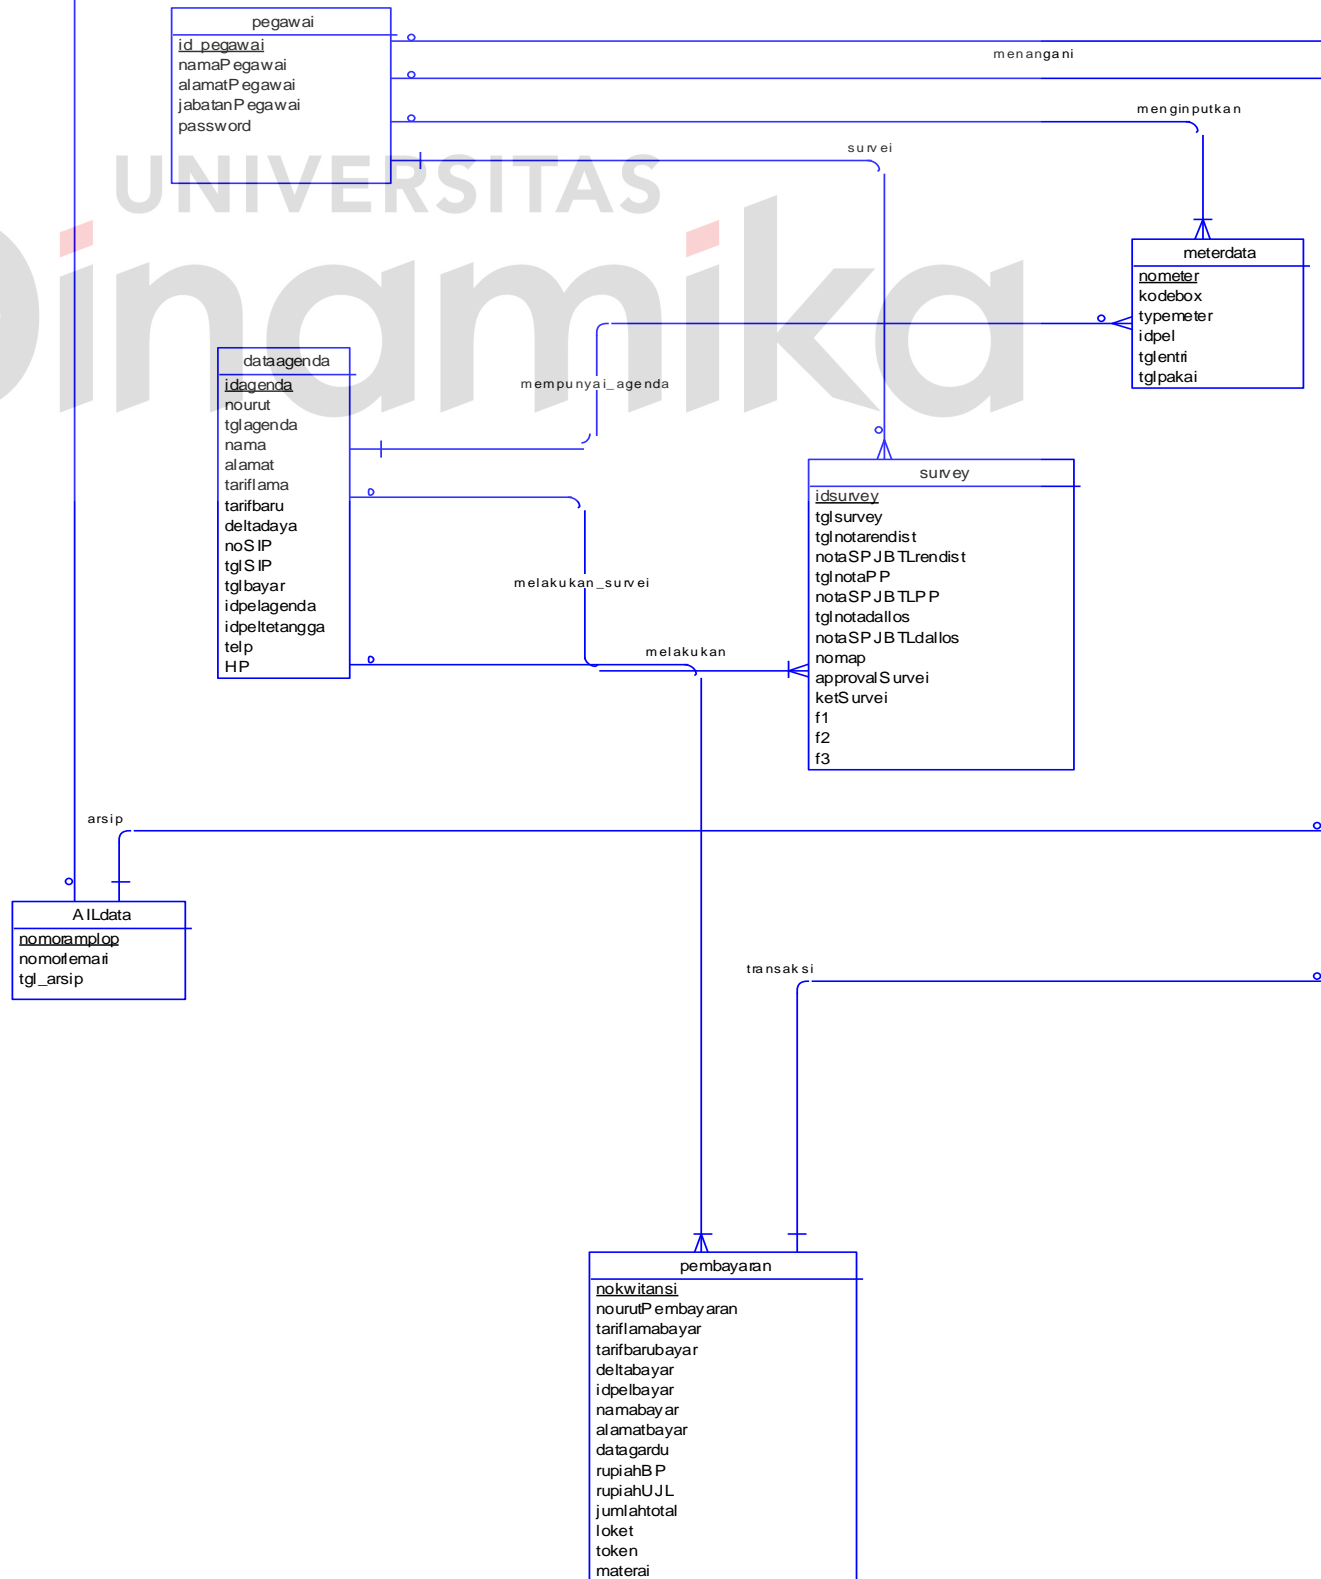 pegawai
id_pegawai
namaPegawai
alamatPegawai
jabatanPegawai
password
menangani
menginputkan
survei
UNIVERSITAS
Dinamika
meterdata
nometer
kodebox
typemeter
idpel
tglentri
tglpakai
dataagenda
idagenda
nourut
tglagenda
nama
alamat
tariflama
tarifbaru
deltadaya
noSIP
tglSIP
tglbayar
idpelagenda
idpeltetangga
telp
HP
mempunyai_agenda
melakukan_survei
melakukan
survey
idsurvey
tglsurvey
tglnotarendist
notaSPJBTLrendist
tglnotaPP
notaSPJBTLPP
tglnotadallos
notaSPJBTLdallos
nomap
approvalSurvei
ketSurvei
f1
f2
f3
arsip
AILdata
nomoramplop
nomorlemari
tgl_arsip
transaksi
pembayaran
nokwitansi
nourutPembayaran
tariflamabayar
tarifbarubayar
deltabayar
idpelbayar
namabayar
alamatbayar
datagardu
rupiahBP
rupiahUJL
jumlahtotal
loket
token
materai